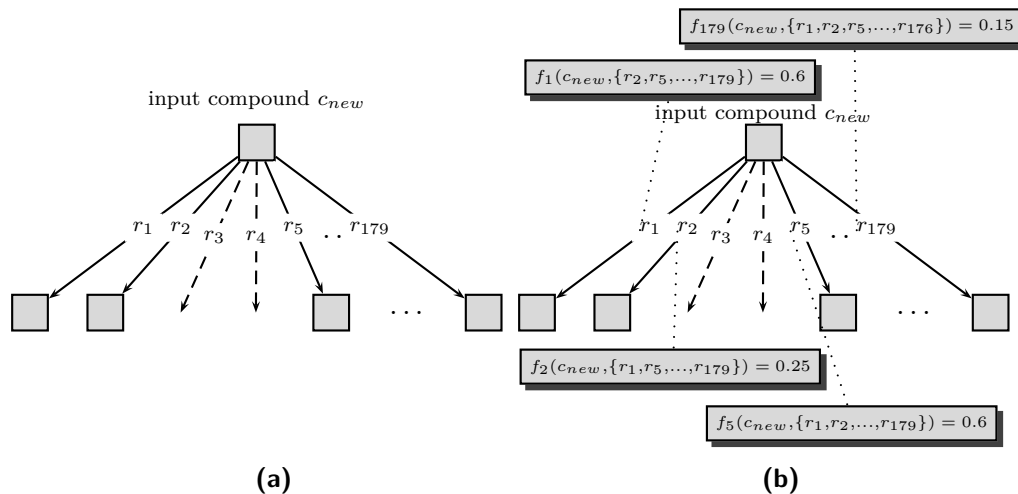 input compound c_new
r_1 r_2 r_3 r_4 r_5 . . r_179
. . .
(a)
f_179(c_new,{r_1,r_2,r_5,...,r_176}) = 0.15
f_1(c_new,{r_2,r_5,...,r_179}) = 0.6
input compound c_new
r_1 r_2 r_3 r_4 r_5 . . r_179
. . .
f_2(c_new,{r_1,r_5,...,r_179}) = 0.25
f_5(c_new,{r_1,r_2,...,r_179}) = 0.6
(b)